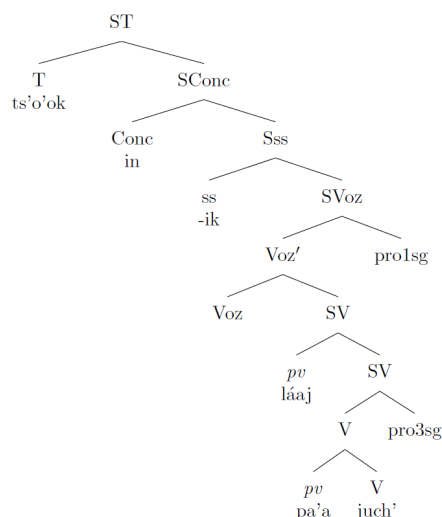 ST
T SConc
ts'o'ok
Conc Sss
in
ss SVoz
-ik
Voz′ pro1sg
Voz SV
pv SV
láaj
V pro3sg
pv V
pa'a juch'